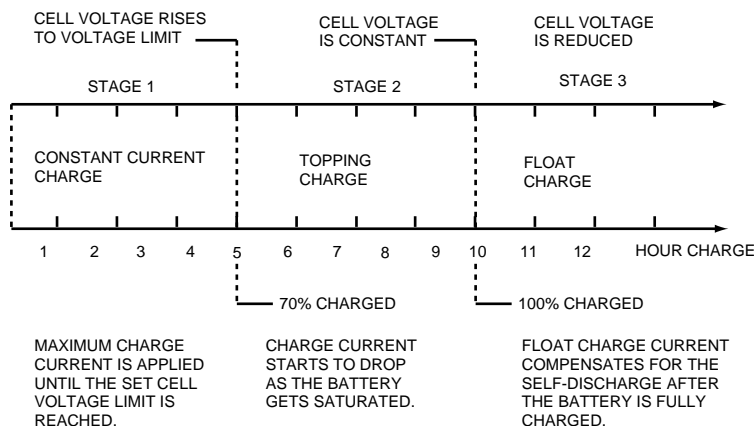 CELL VOLTAGE RISES
TO VOLTAGE LIMIT
CELL VOLTAGE
IS CONSTANT
CELL VOLTAGE
IS REDUCED
STAGE 1
STAGE 2
STAGE 3
CONSTANT CURRENT
CHARGE
TOPPING
CHARGE
FLOAT
CHARGE
1 2 3 4 5 6 7 8 9 10 11 12 HOUR CHARGE
70% CHARGED
100% CHARGED
MAXIMUM CHARGE
CURRENT IS APPLIED
UNTIL THE SET CELL
VOLTAGE LIMIT IS
REACHED.
CHARGE CURRENT
STARTS TO DROP
AS THE BATTERY
GETS SATURATED.
FLOAT CHARGE CURRENT
COMPENSATES FOR THE
SELF-DISCHARGE AFTER
THE BATTERY IS FULLY
CHARGED.